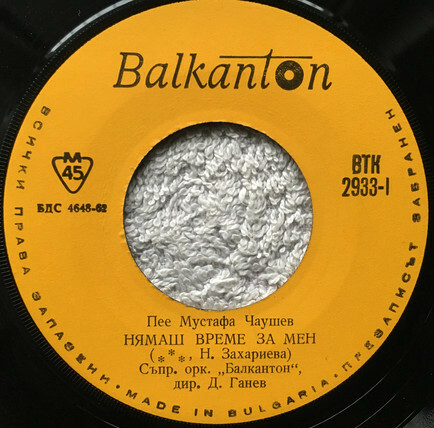 Balkanton
М
45
БДС 4648-62
ВТК
2933-I
Пее Мустафа Чаушев
НЯМАШ ВРЕМЕ ЗА МЕН
(***, Н. Захариева)
Съпр. орк. „Балкантон“,
дир. Д. Ганев
ВСИЧКИ ПРАВА ЗАПАЗЕНИ • MADE IN BULGARIA • ПРЕЗАПИСЪТ ЗАБРАНЕН